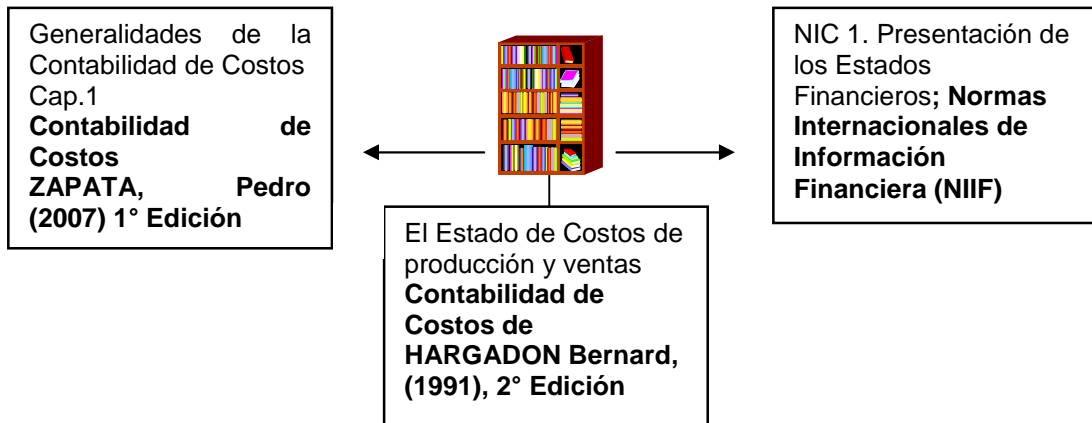 Generalidades de la
Contabilidad de Costos
Cap.1
Contabilidad de
Costos
ZAPATA, Pedro
(2007) 1° Edición
NIC 1. Presentación de
los Estados
Financieros; Normas
Internacionales de
Información
Financiera (NIIF)
El Estado de Costos de
producción y ventas
Contabilidad de
Costos de
HARGADON Bernard,
(1991), 2° Edición